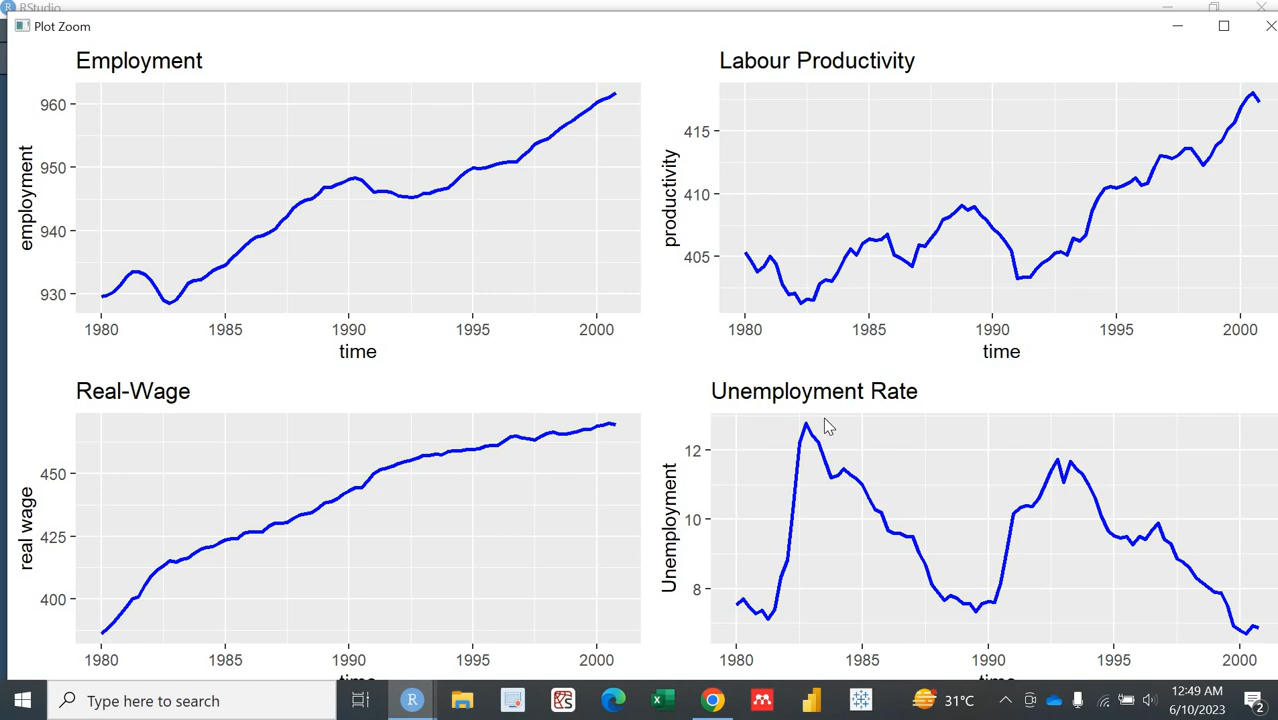 RStudio
Plot Zoom
Employment
employment
960
950
940
930
1980 1985 1990 1995 2000
time
Labour Productivity
productivity
415
410
405
1980 1985 1990 1995 2000
time
Real-Wage
real wage
450
425
400
1980 1985 1990 1995 2000
time
Unemployment Rate
Unemployment
12
10
8
1980 1985 1990 1995 2000
time
Type here to search
R
31°C
12:49 AM
6/10/2023
2